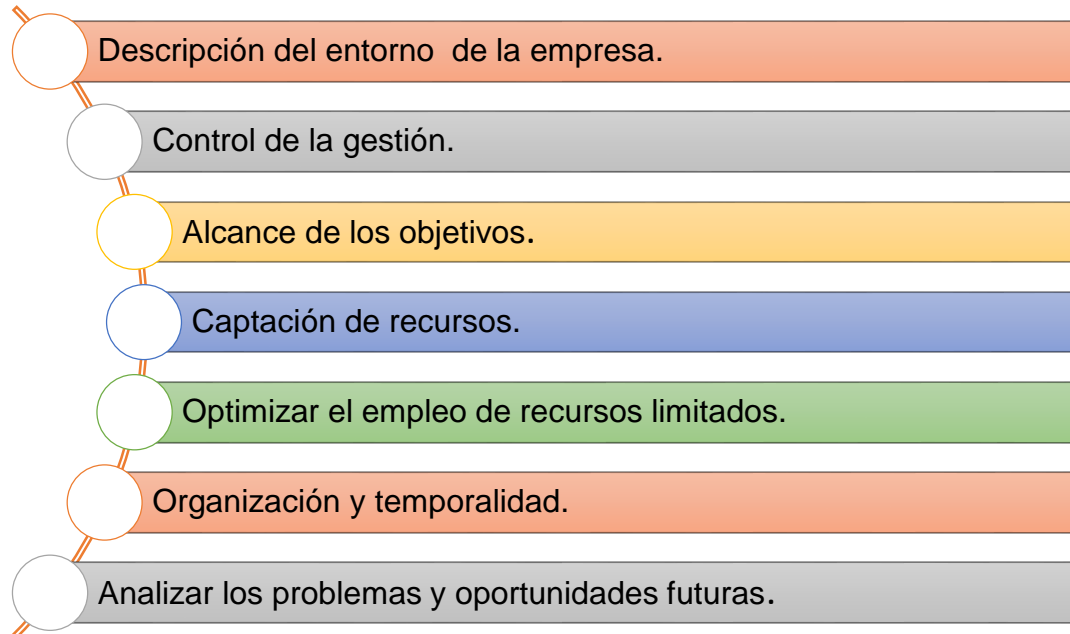 Descripción del entorno  de la empresa.
Control de la gestión.
Alcance de los objetivos.
Captación de recursos.
Optimizar el empleo de recursos limitados.
Organización y temporalidad.
Analizar los problemas y oportunidades futuras.